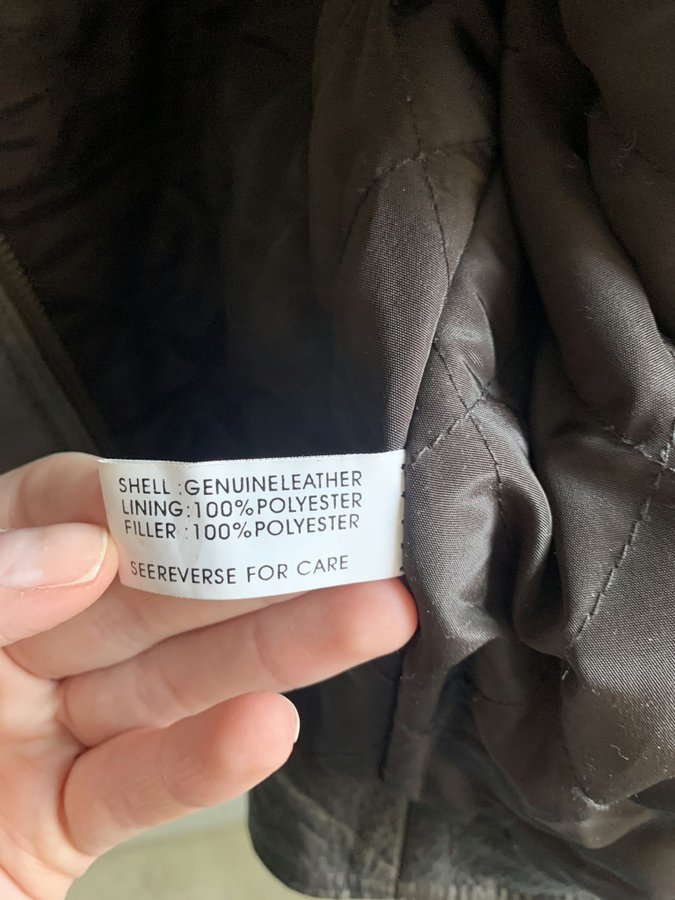 SHELL :GENUINELEATHER
LINING:100%POLYESTER
FILLER :100%POLYESTER
SEEREVERSE FOR CARE